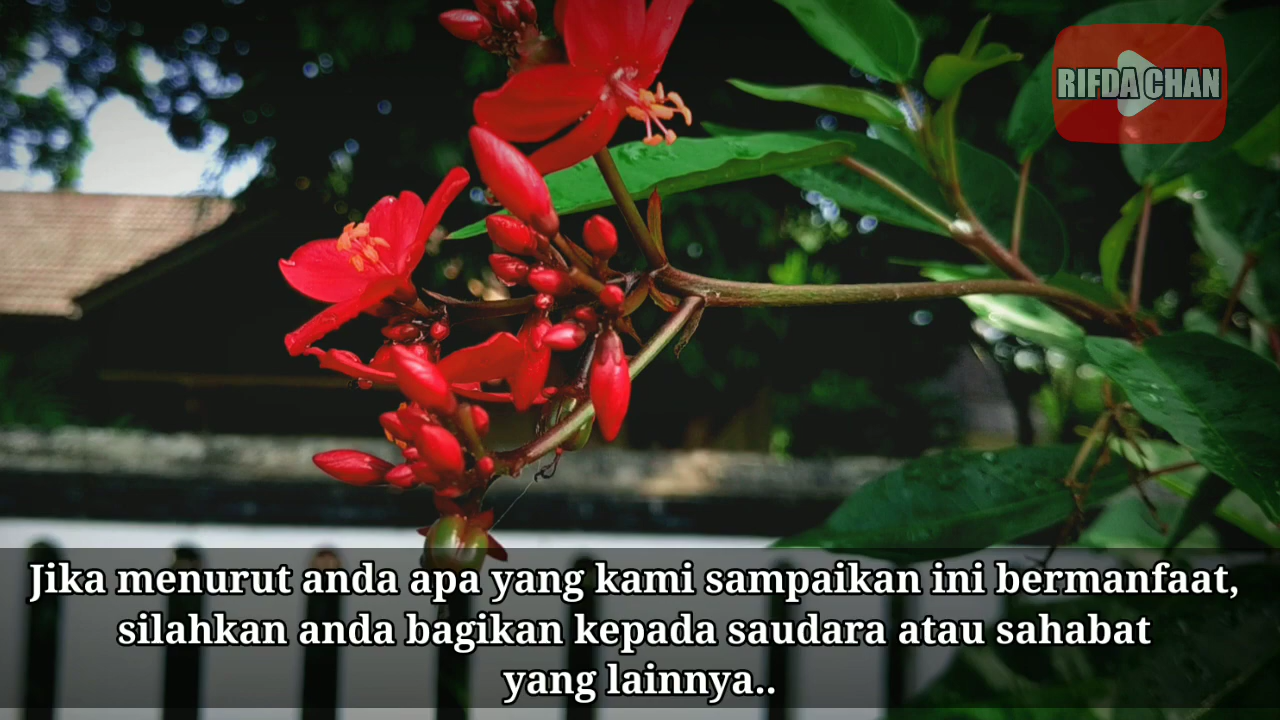 RIFDA CHAN
Jika menurut anda apa yang kami sampaikan ini bermanfaat,
silahkan anda bagikan kepada saudara atau sahabat
yang lainnya..